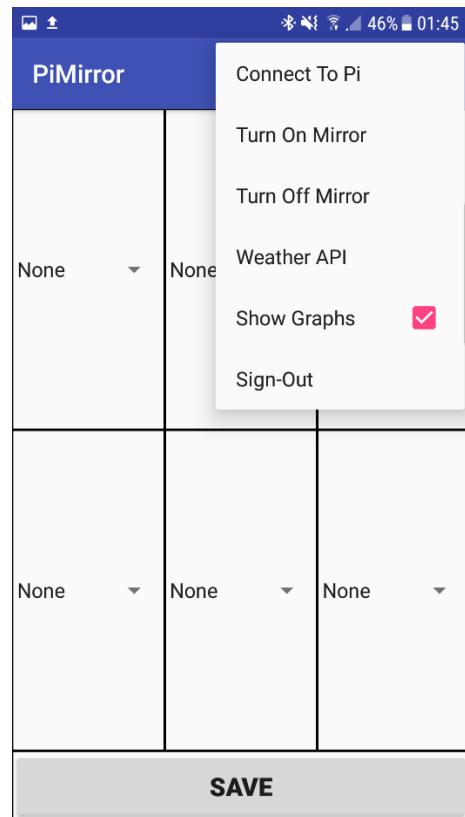 46% 01:45
PiMirror
Connect To Pi
Turn On Mirror
Turn Off Mirror
Weather API
Show Graphs
Sign-Out
None None
None None None
SAVE